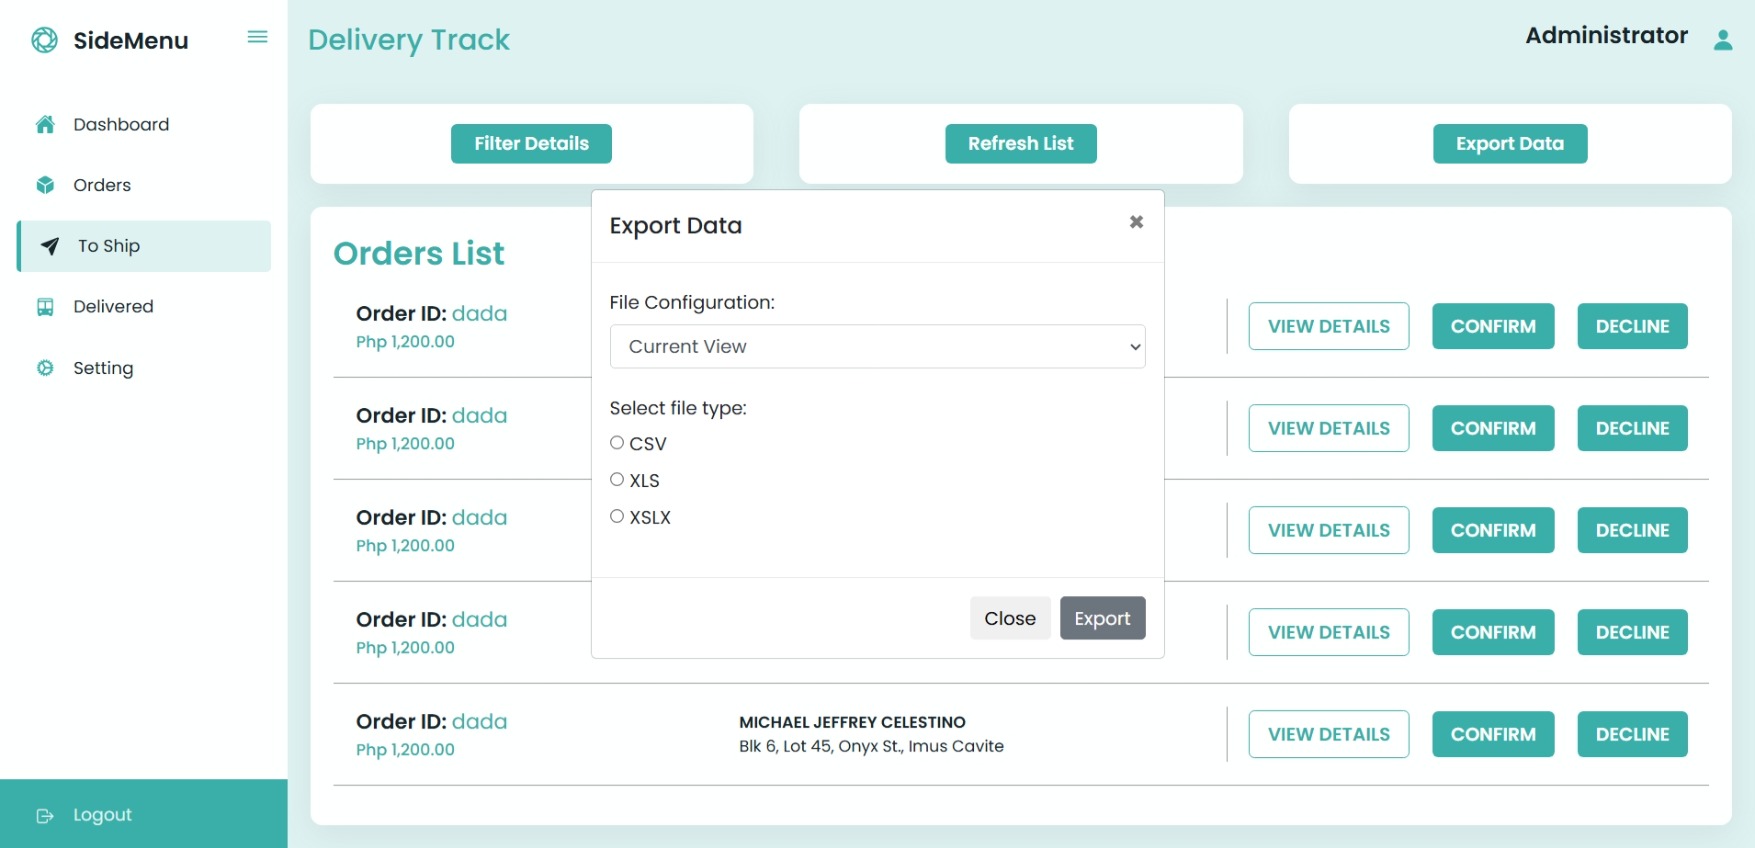 SideMenu
Dashboard
Orders
To Ship
Delivered
Setting
Logout
Delivery Track
Administrator
Filter Details
Refresh List
Export Data
Orders List
Order ID: dada
Php 1,200.00
VIEW DETAILS
CONFIRM
DECLINE
Order ID: dada
Php 1,200.00
VIEW DETAILS
CONFIRM
DECLINE
Order ID: dada
Php 1,200.00
VIEW DETAILS
CONFIRM
DECLINE
Order ID: dada
Php 1,200.00
VIEW DETAILS
CONFIRM
DECLINE
Order ID: dada
Php 1,200.00
MICHAEL JEFFREY CELESTINO
Blk 6, Lot 45, Onyx St., Imus Cavite
VIEW DETAILS
CONFIRM
DECLINE
Export Data
File Configuration:
Current View
Select file type:
CSV
XLS
XSLX
Close
Export